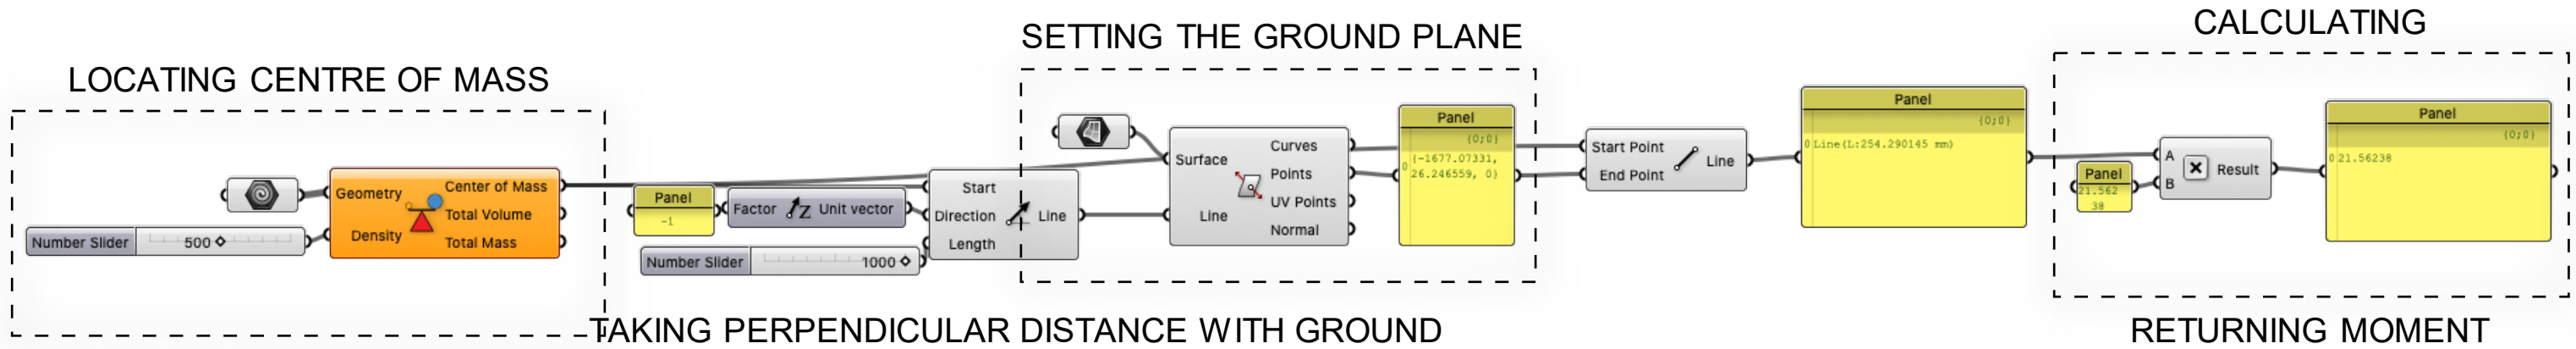 LOCATING CENTRE OF MASS
Number Slider
500
Geometry
Density
Center of Mass
Total Volume
Total Mass
Panel
-1
Factor
Unit vector
Number Slider
1000
Start
Direction
Length
Line
TAKING PERPENDICULAR DISTANCE WITH GROUND
SETTING THE GROUND PLANE
Surface
Line
Curves
Points
UV Points
Normal
Panel
{0;0}
0 {-1677.07331,
26.246559, 0}
Start Point
End Point
Line
Panel
{0;0}
0 Line(L:254.290145 mm)
CALCULATING
Panel
21.562
38
A
B
Result
Panel
{0;0}
0 21.56238
RETURNING MOMENT